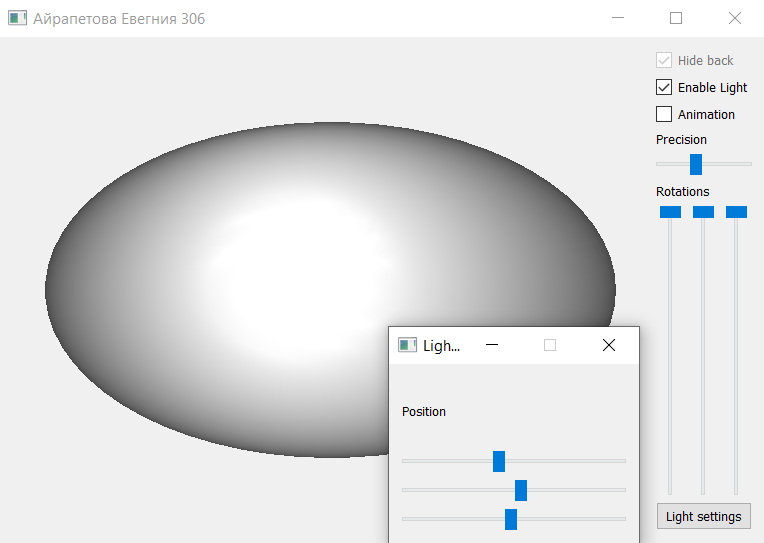 Айрапетова Евегния 306
Hide back
Enable Light
Animation
Precision
Rotations
Ligh...
Position
Light settings